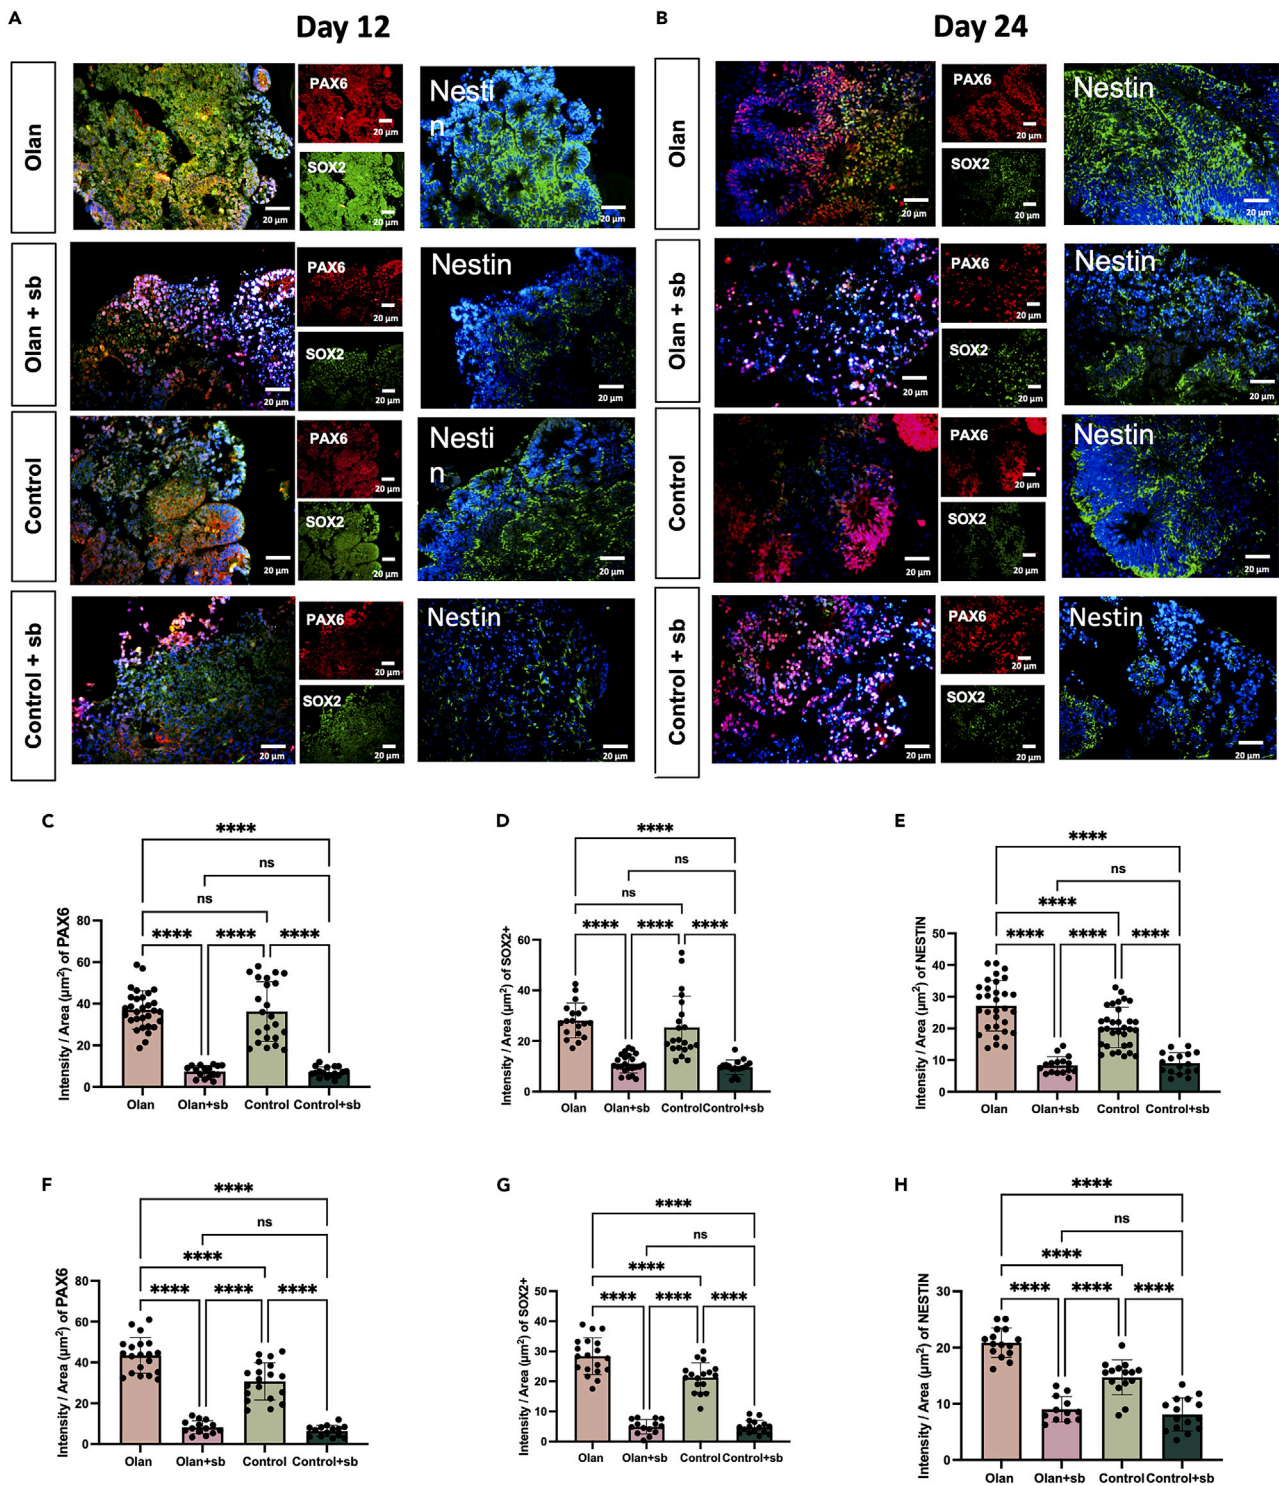 A
Day 12
B
Day 24
Olan
PAX6
20 µm
SOX2
20 µm
20 µm
Nesti
n
20 µm
Olan
PAX6
20 µm
SOX2
20 µm
20 µm
Nestin
20 µm
Olan + sb
PAX6
20 µm
SOX2
20 µm
20 µm
Nestin
20 µm
Olan + sb
PAX6
20 µm
SOX2
20 µm
20 µm
Nestin
20 µm
Control
PAX6
20 µm
SOX2
20 µm
20 µm
Nesti
n
20 µm
Control
PAX6
20 µm
SOX2
20 µm
20 µm
Nestin
20 µm
Control + sb
PAX6
20 µm
SOX2
20 µm
20 µm
Nestin
20 µm
Control + sb
PAX6
20 µm
SOX2
20 µm
20 µm
Nestin
20 µm
C
****
ns
ns
**** **** ****
Intensity / Area (µm²) of PAX6
80
60
40
20
0
Olan Olan+sb Control Control+sb
D
****
ns
ns
**** **** ****
Intensity / Area (µm²) of SOX2+
60
40
20
0
Olan Olan+sb Control Control+sb
E
****
ns
****
**** **** ****
Intensity / Area (µm²) of NESTIN
50
40
30
20
10
0
Olan Olan+sb Control Control+sb
F
****
ns
****
**** **** ****
Intensity / Area (µm²) of PAX6
80
60
40
20
0
Olan Olan+sb Control Control+sb
G
****
ns
****
**** **** ****
Intensity / Area (µm²) of SOX2+
50
40
30
20
10
0
Olan Olan+sb Control Control+sb
H
****
ns
****
**** **** ****
Intensity / Area (µm²) of NESTIN
30
20
10
0
Olan Olan+sb Control Control+sb